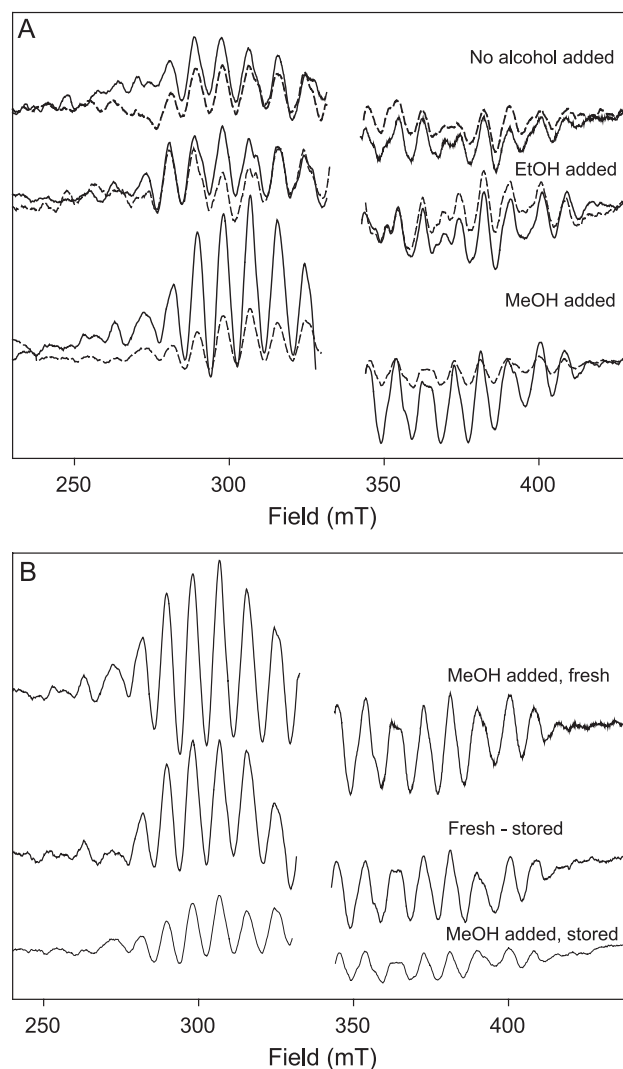 A
No alcohol added
EtOH added
MeOH added
250 300 350 400
Field (mT)
B
MeOH added, fresh
Fresh - stored
MeOH added, stored
250 300 350 400
Field (mT)